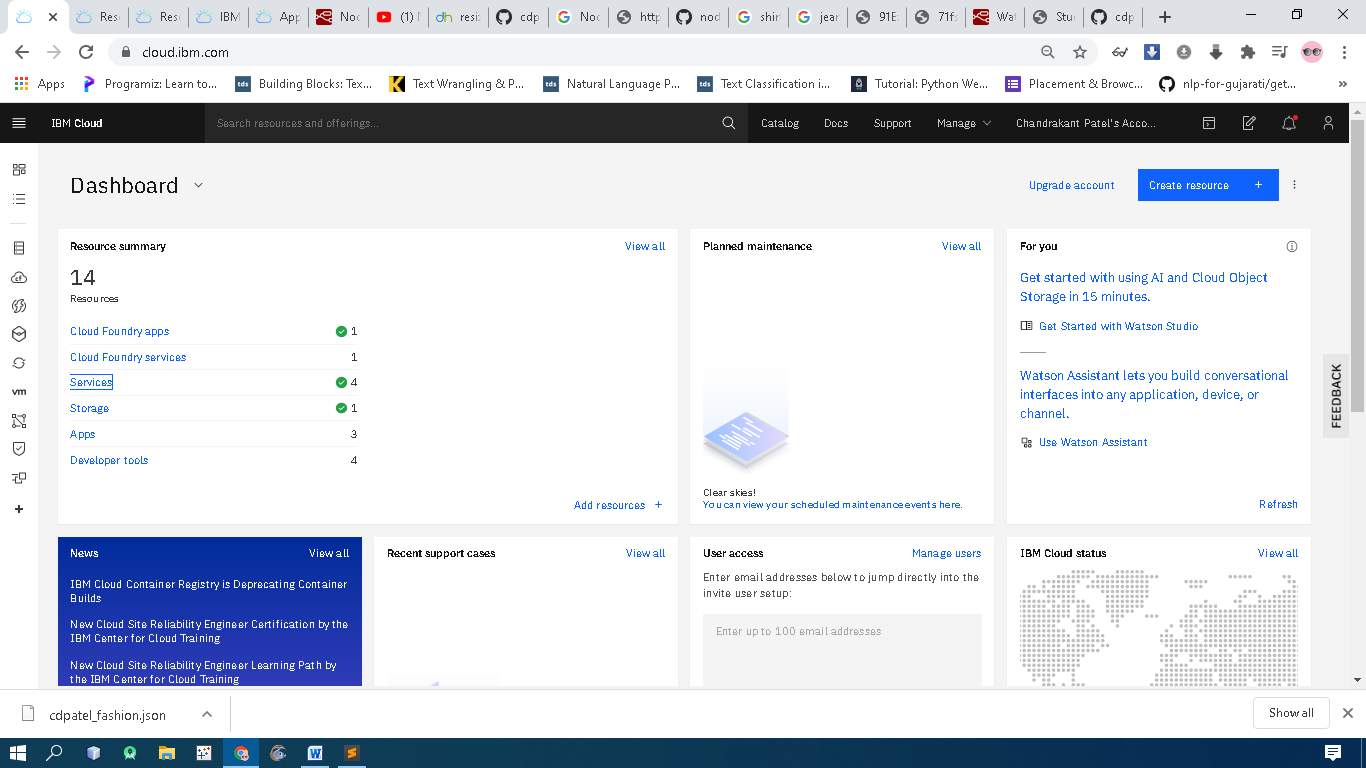 Res
Res
IBM
App
Noc
(1) N
resi
cdp
Noc
http
nod
shir
jear
91E
71f
Wat
Stu
cdp
cloud.ibm.com
Apps
Programiz: Learn to...
Building Blocks: Tex...
Text Wrangling & P...
Natural Language P...
Text Classification i...
Tutorial: Python We...
Placement & Browc...
nlp-for-gujarati/get...
IBM Cloud
Search resources and offerings...
Catalog
Docs
Support
Manage
Chandrakant Patel's Acco...
Dashboard
Upgrade account
Create resource +
Resource summary
View all
14
Resources
Cloud Foundry apps 1
Cloud Foundry services 1
Services 4
Storage 1
Apps 3
Developer tools 4
Add resources +
Planned maintenance
View all
Clear skies!
You can view your scheduled maintenance events here.
For you
Get started with using AI and Cloud Object
Storage in 15 minutes.
Get Started with Watson Studio
Watson Assistant lets you build conversational
interfaces into any application, device, or
channel.
Use Watson Assistant
Refresh
FEEDBACK
News
View all
IBM Cloud Container Registry is Deprecating Container
Builds
New Cloud Site Reliability Engineer Certification by the
IBM Center for Cloud Training
New Cloud Site Reliability Engineer Learning Path by
the IBM Center for Cloud Training
Recent support cases
View all
User access
Manage users
Enter email addresses below to jump directly into the
invite user setup:
Enter up to 100 email addresses
IBM Cloud status
View all
cdpatel_fashion.json
Show all